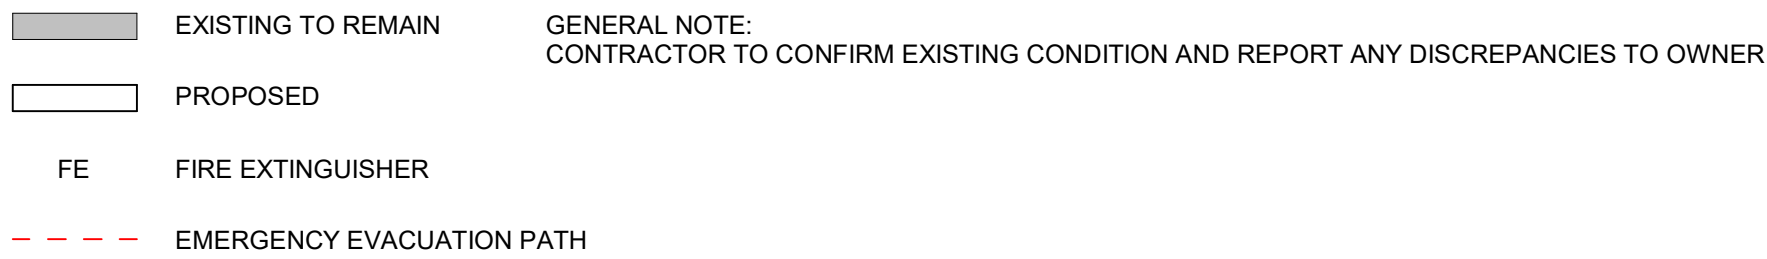 EXISTING TO REMAIN
GENERAL NOTE:
CONTRACTOR TO CONFIRM EXISTING CONDITION AND REPORT ANY DISCREPANCIES TO OWNER
PROPOSED
FE FIRE EXTINGUISHER
EMERGENCY EVACUATION PATH